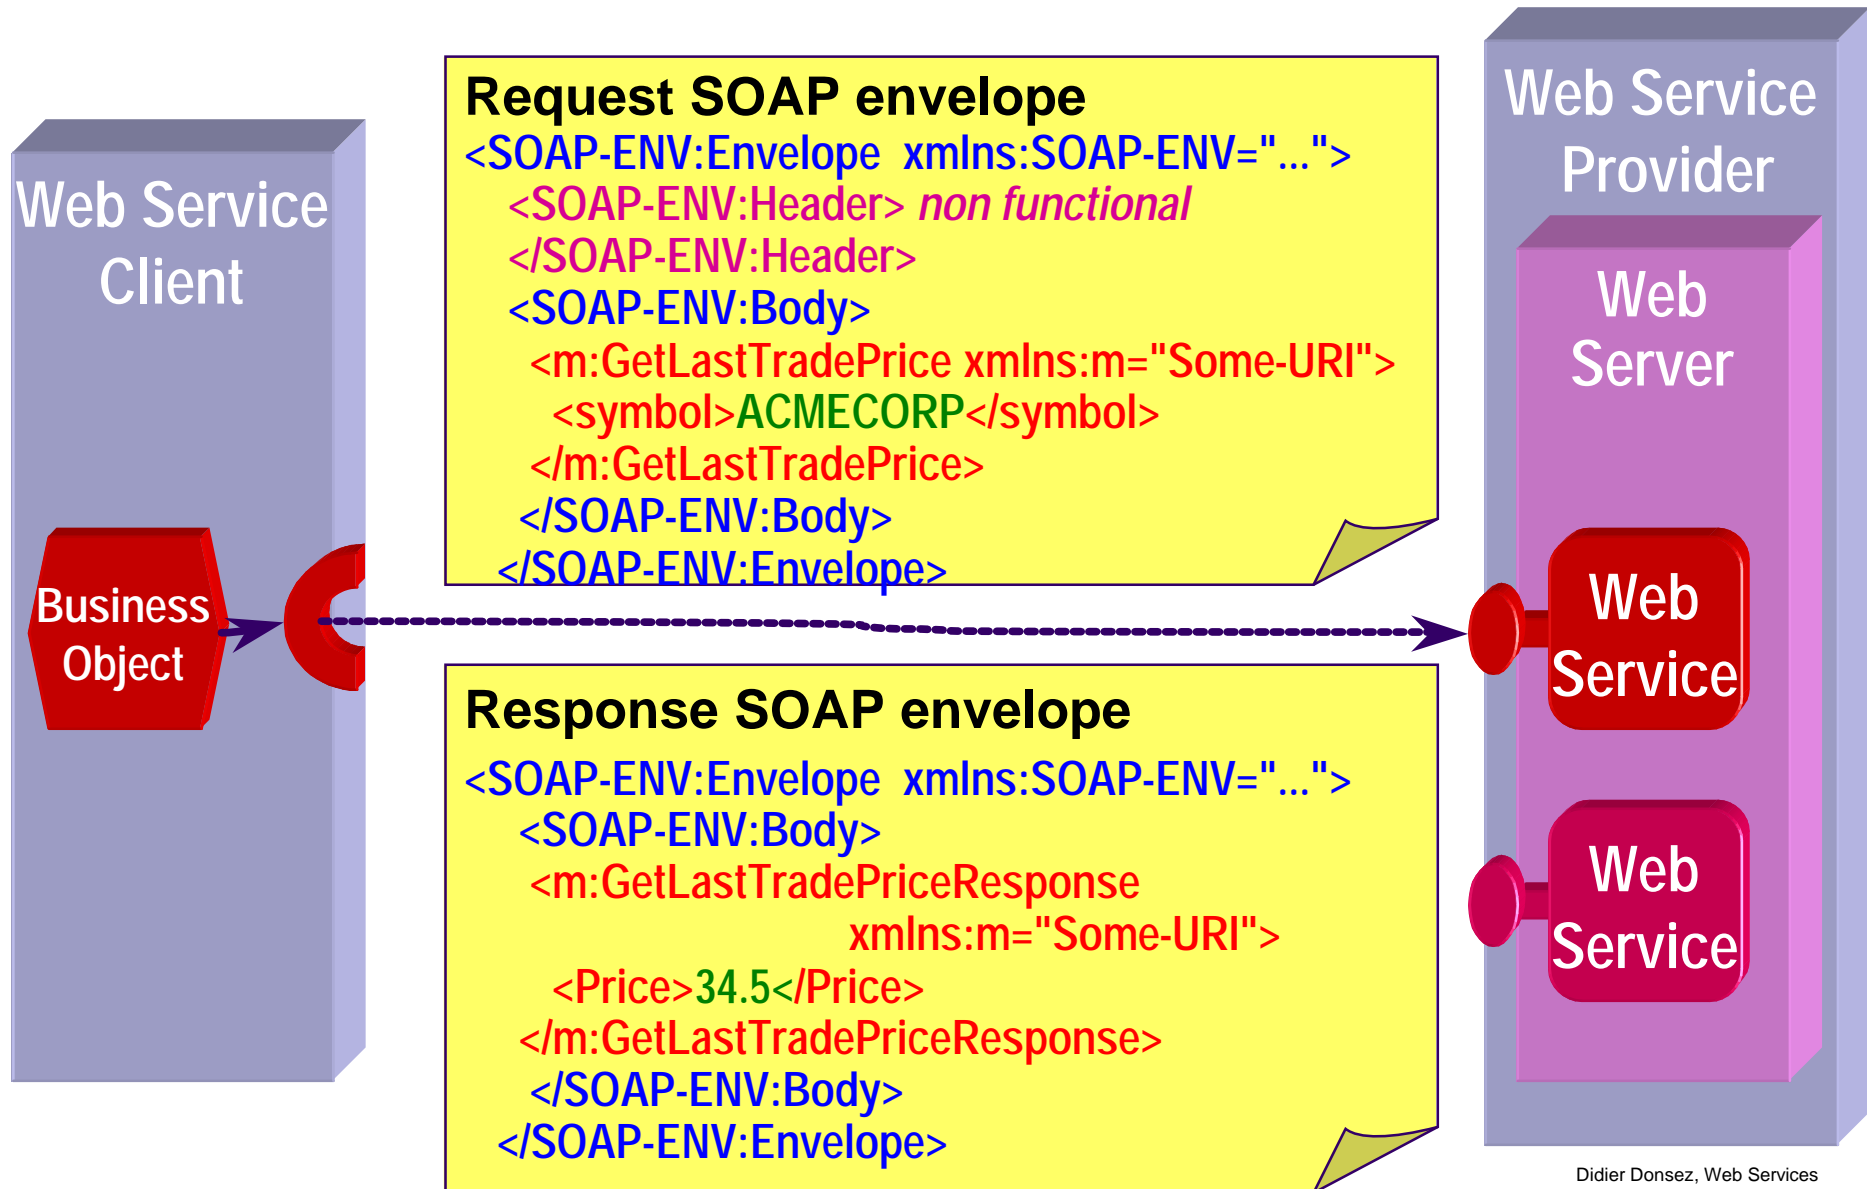 Web Service
Client
Business
Object
Request SOAP envelope
<SOAP-ENV:Envelope  xmlns:SOAP-ENV="...">
<SOAP-ENV:Header> non functional
</SOAP-ENV:Header>
<SOAP-ENV:Body>
<m:GetLastTradePrice xmlns:m="Some-URI">
<symbol>ACMECORP</symbol>
</m:GetLastTradePrice>
</SOAP-ENV:Body>
</SOAP-ENV:Envelope>
Response SOAP envelope
<SOAP-ENV:Envelope  xmlns:SOAP-ENV="...">
<SOAP-ENV:Body>
<m:GetLastTradePriceResponse
xmlns:m="Some-URI">
<Price>34.5</Price>
</m:GetLastTradePriceResponse>
</SOAP-ENV:Body>
</SOAP-ENV:Envelope>
Web Service
Provider
Web
Server
Web
Service
Web
Service
Didier Donsez, Web Services